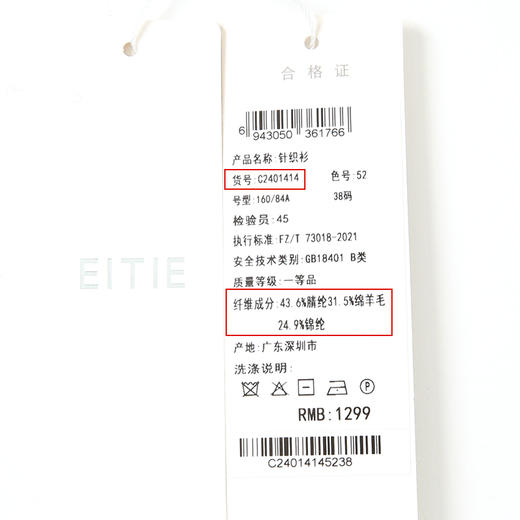 EITIE
合格证
6 943050 361766
产品名称:针织衫
货号:C2401414 色号:52
号型:160/84A 38码
检验员:45
执行标准:FZ/T 73018-2021
安全技术类别:GB18401 B类
质量等级:一等品
纤维成分:43.6%腈纶31.5%绵羊毛
24.9%锦纶
产地:广东深圳市
洗涤说明:
P
RMB:1299
C24014145238